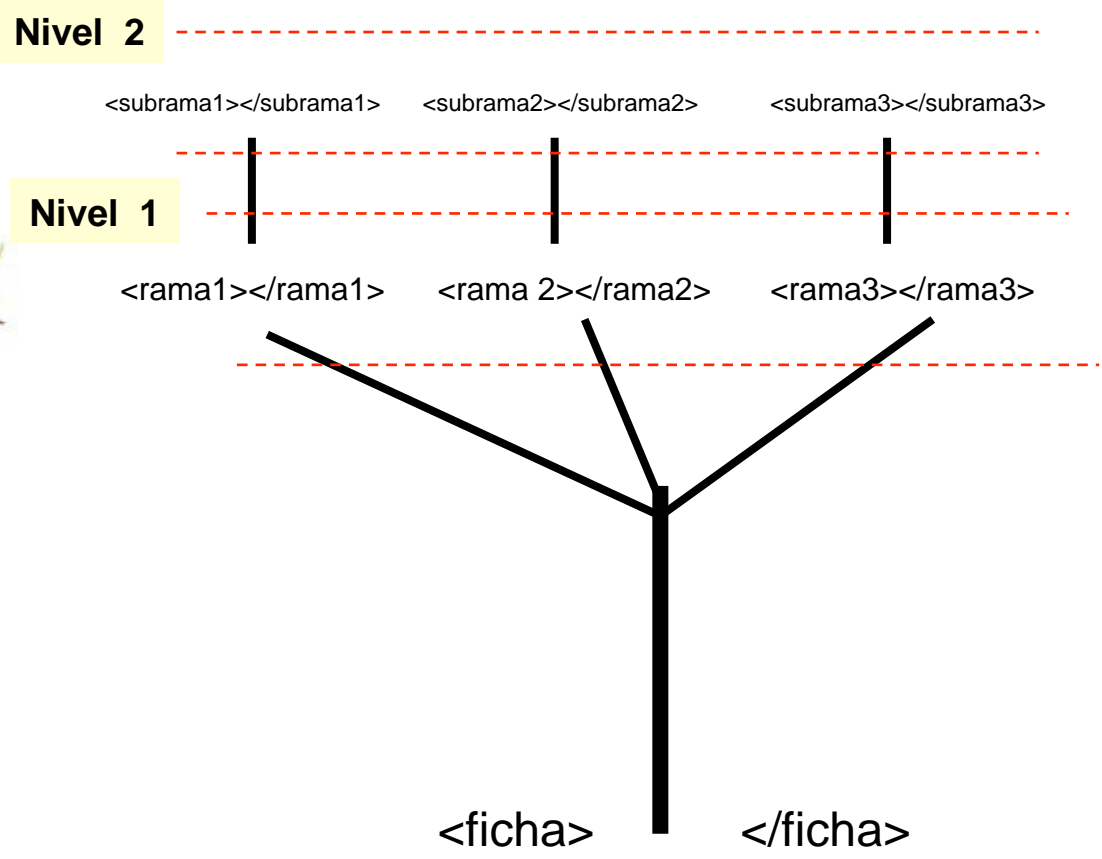 Nivel 2
<subrama1></subrama1> <subrama2></subrama2> <subrama3></subrama3>
Nivel 1
<rama1></rama1> <rama 2></rama2> <rama3></rama3>
<ficha> </ficha>